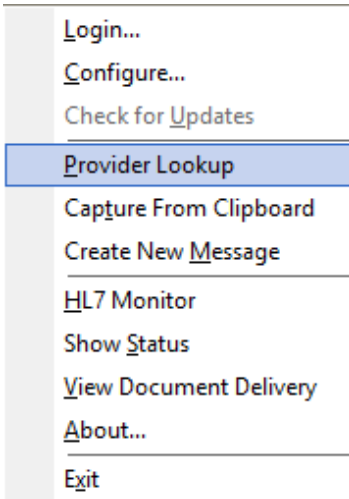 Login...
Configure...
Check for Updates
Provider Lookup
Capture From Clipboard
Create New Message
HL7 Monitor
Show Status
View Document Delivery
About...
Exit